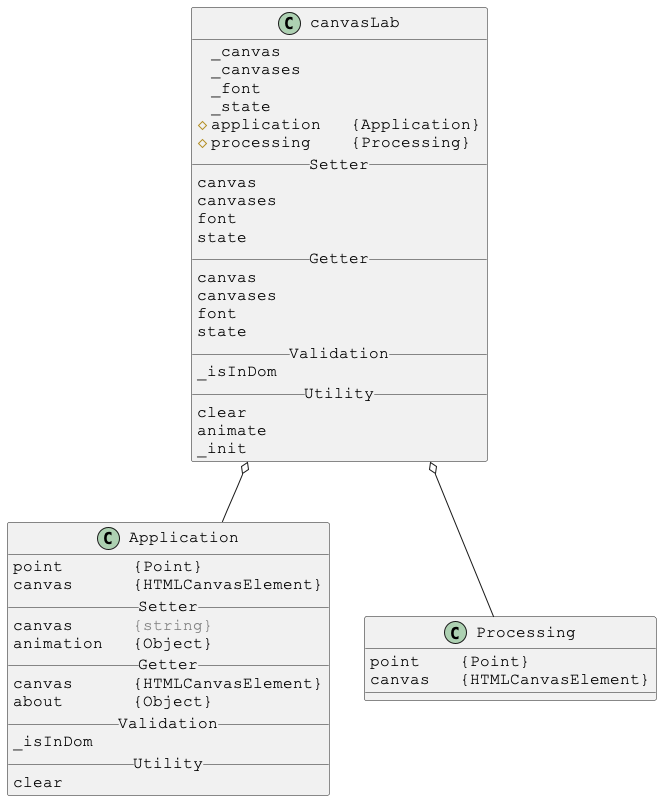 C canvasLab
_canvas
_canvases
_font
_state
application {Application}
processing {Processing}
Setter
canvas
canvases
font
state
Getter
canvas
canvases
font
state
Validation
_isInDom
Utility
clear
animate
_init
C Application
point {Point}
canvas {HTMLCanvasElement}
Setter
canvas {string}
animation {Object}
Getter
canvas {HTMLCanvasElement}
about {Object}
Validation
_isInDom
Utility
clear
C Processing
point {Point}
canvas {HTMLCanvasElement}